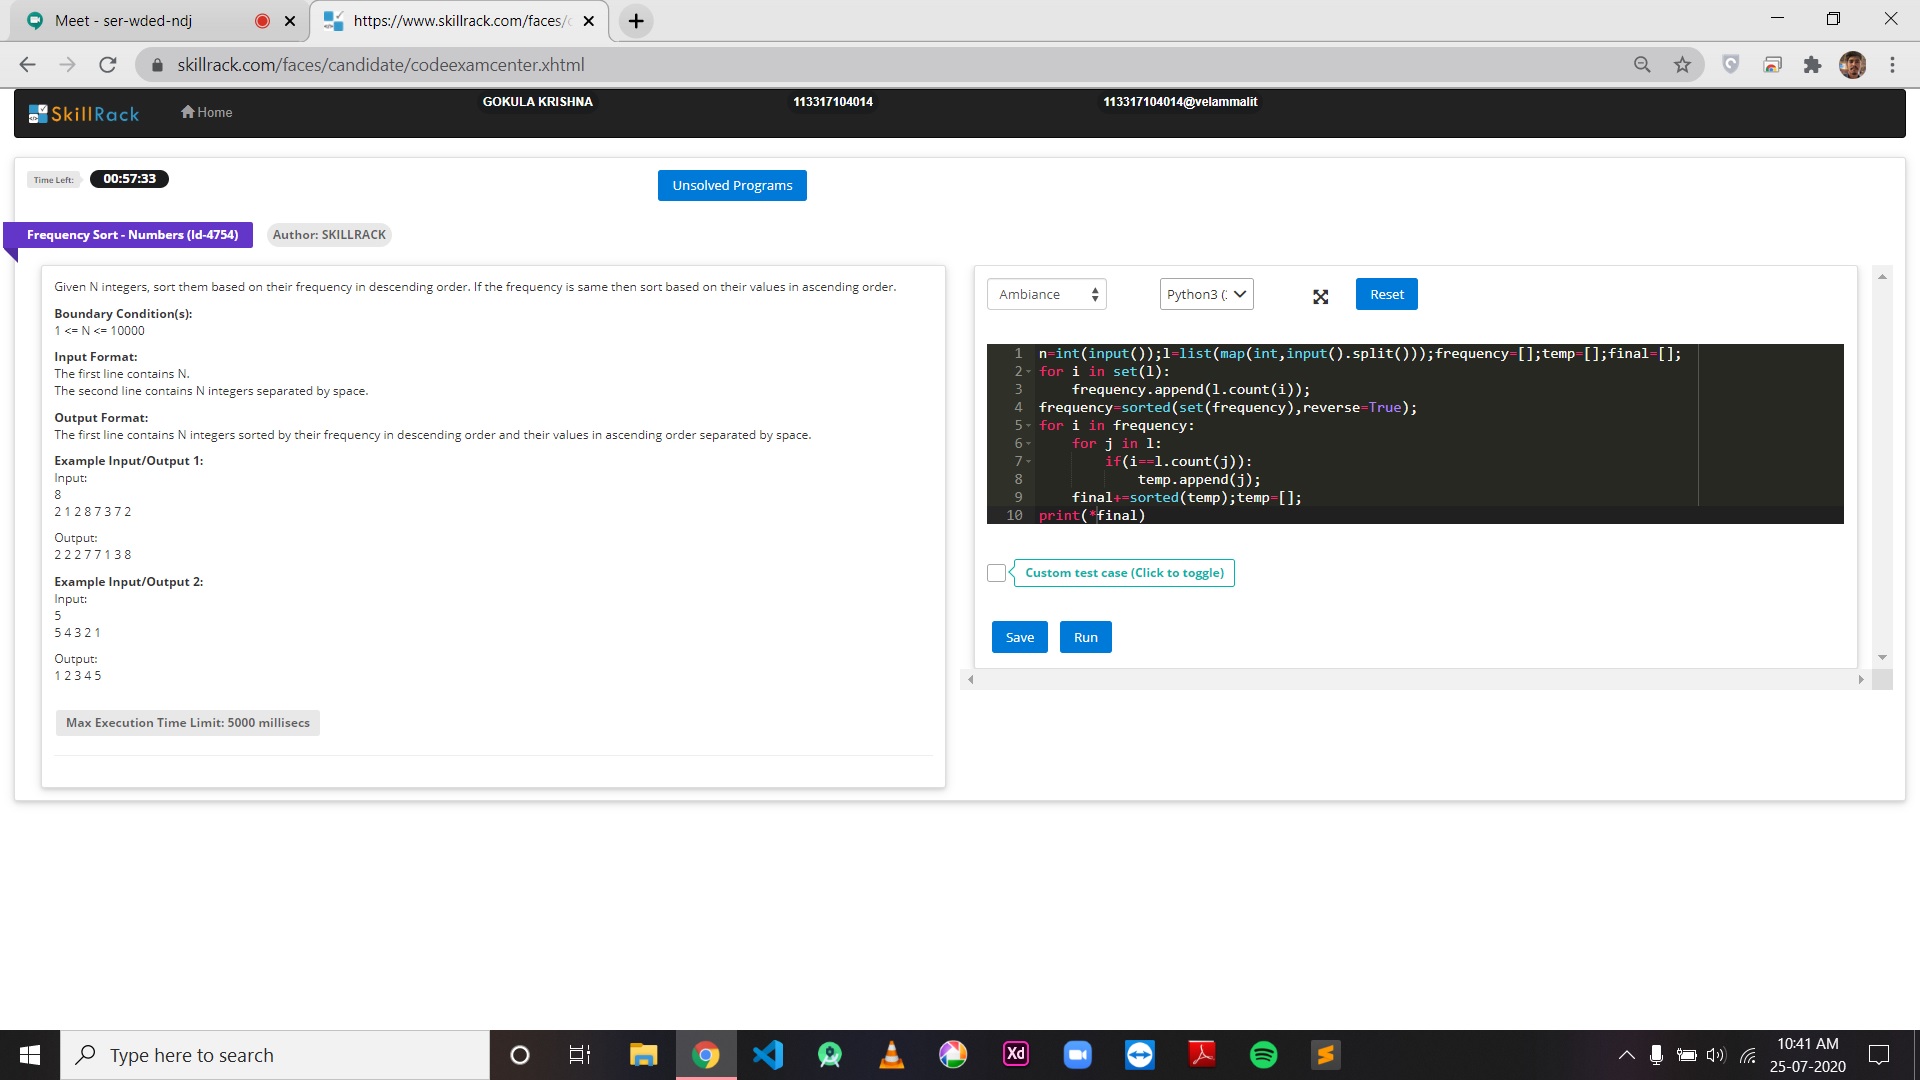 Meet - ser-wded-ndj
https://www.skillrack.com/faces/
skillrack.com/faces/candidate/codeexamcenter.xhtml
SkillRack
Home
GOKULA KRISHNA
113317104014
113317104014@velammalit
Time Left:
00:57:33
Unsolved Programs
Frequency Sort - Numbers (Id-4754)
Author: SKILLRACK
Given N integers, sort them based on their frequency in descending order. If the frequency is same then sort based on their values in ascending order.
Boundary Condition(s):
1 <= N <= 10000
Input Format:
The first line contains N.
The second line contains N integers separated by space.
Output Format:
The first line contains N integers sorted by their frequency in descending order and their values in ascending order separated by space.
Example Input/Output 1:
Input:
8
2 1 2 8 7 3 7 2
Output:
2 2 2 7 7 1 3 8
Example Input/Output 2:
Input:
5
5 4 3 2 1
Output:
1 2 3 4 5
Max Execution Time Limit: 5000 millisecs
Ambiance
Python3 (
Reset
1 n=int(input());l=list(map(int,input().split()));frequency=[];temp=[];final=[];
2 for i in set(l):
3 frequency.append(l.count(i));
4 frequency=sorted(set(frequency),reverse=True);
5 for i in frequency:
6 for j in l:
7 if(i==l.count(j)):
8 temp.append(j);
9 final+=sorted(temp);temp=[];
10 print(*final)
Custom test case (Click to toggle)
Save
Run
Type here to search
Xd
10:41 AM
25-07-2020